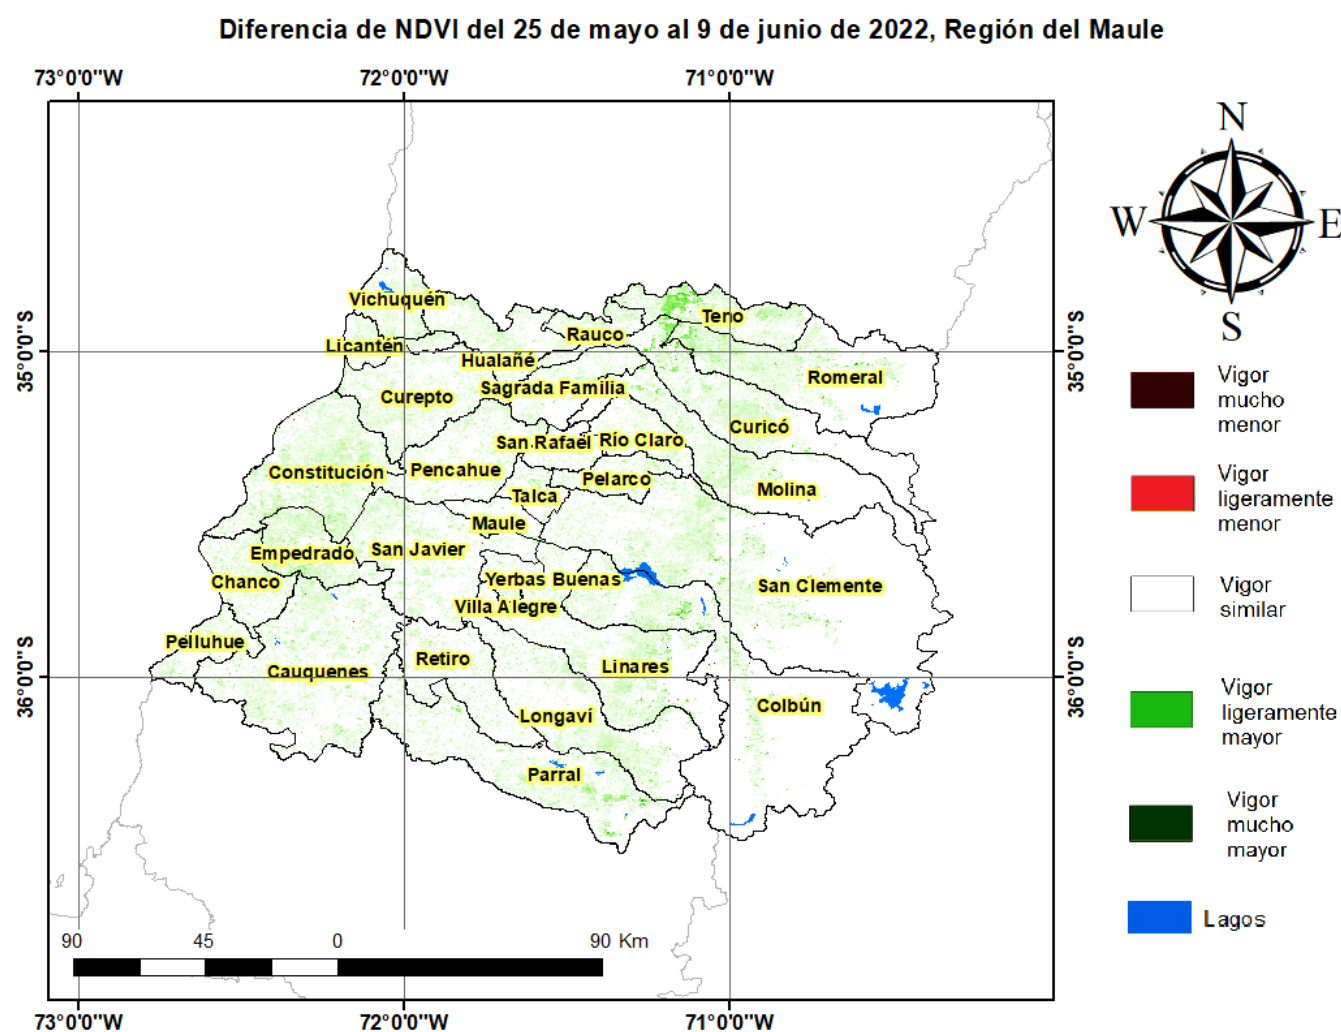 Diferencia de NDVI del 25 de mayo al 9 de junio de 2022, Región del Maule
73°0'0"W 72°0'0"W 71°0'0"W
N
W E
S
Vichuquén
Teno
Rauco
Licantén
35°0'0"S
35°0'0"S
Hualañé
Romeral
Sagrada Familia
Curepto
Curicó
San Rafaél Río Claro
Constitución
Pencahue
Pelarco
Molina
Talca
Maule
Empedrado
San Javier
Chanco
Yerbas Buenas
San Clemente
Villa Alegre
Pelluhue
Retiro
Linares
Cauquenes
36°0'0"S
36°0'0"S
Colbún
Longaví
Parral
90 45 0 90 Km
73°0'0"W 72°0'0"W 71°0'0"W
Vigor
mucho
menor
Vigor
ligeramente
menor
Vigor
similar
Vigor
ligeramente
mayor
Vigor
mucho
mayor
Lagos